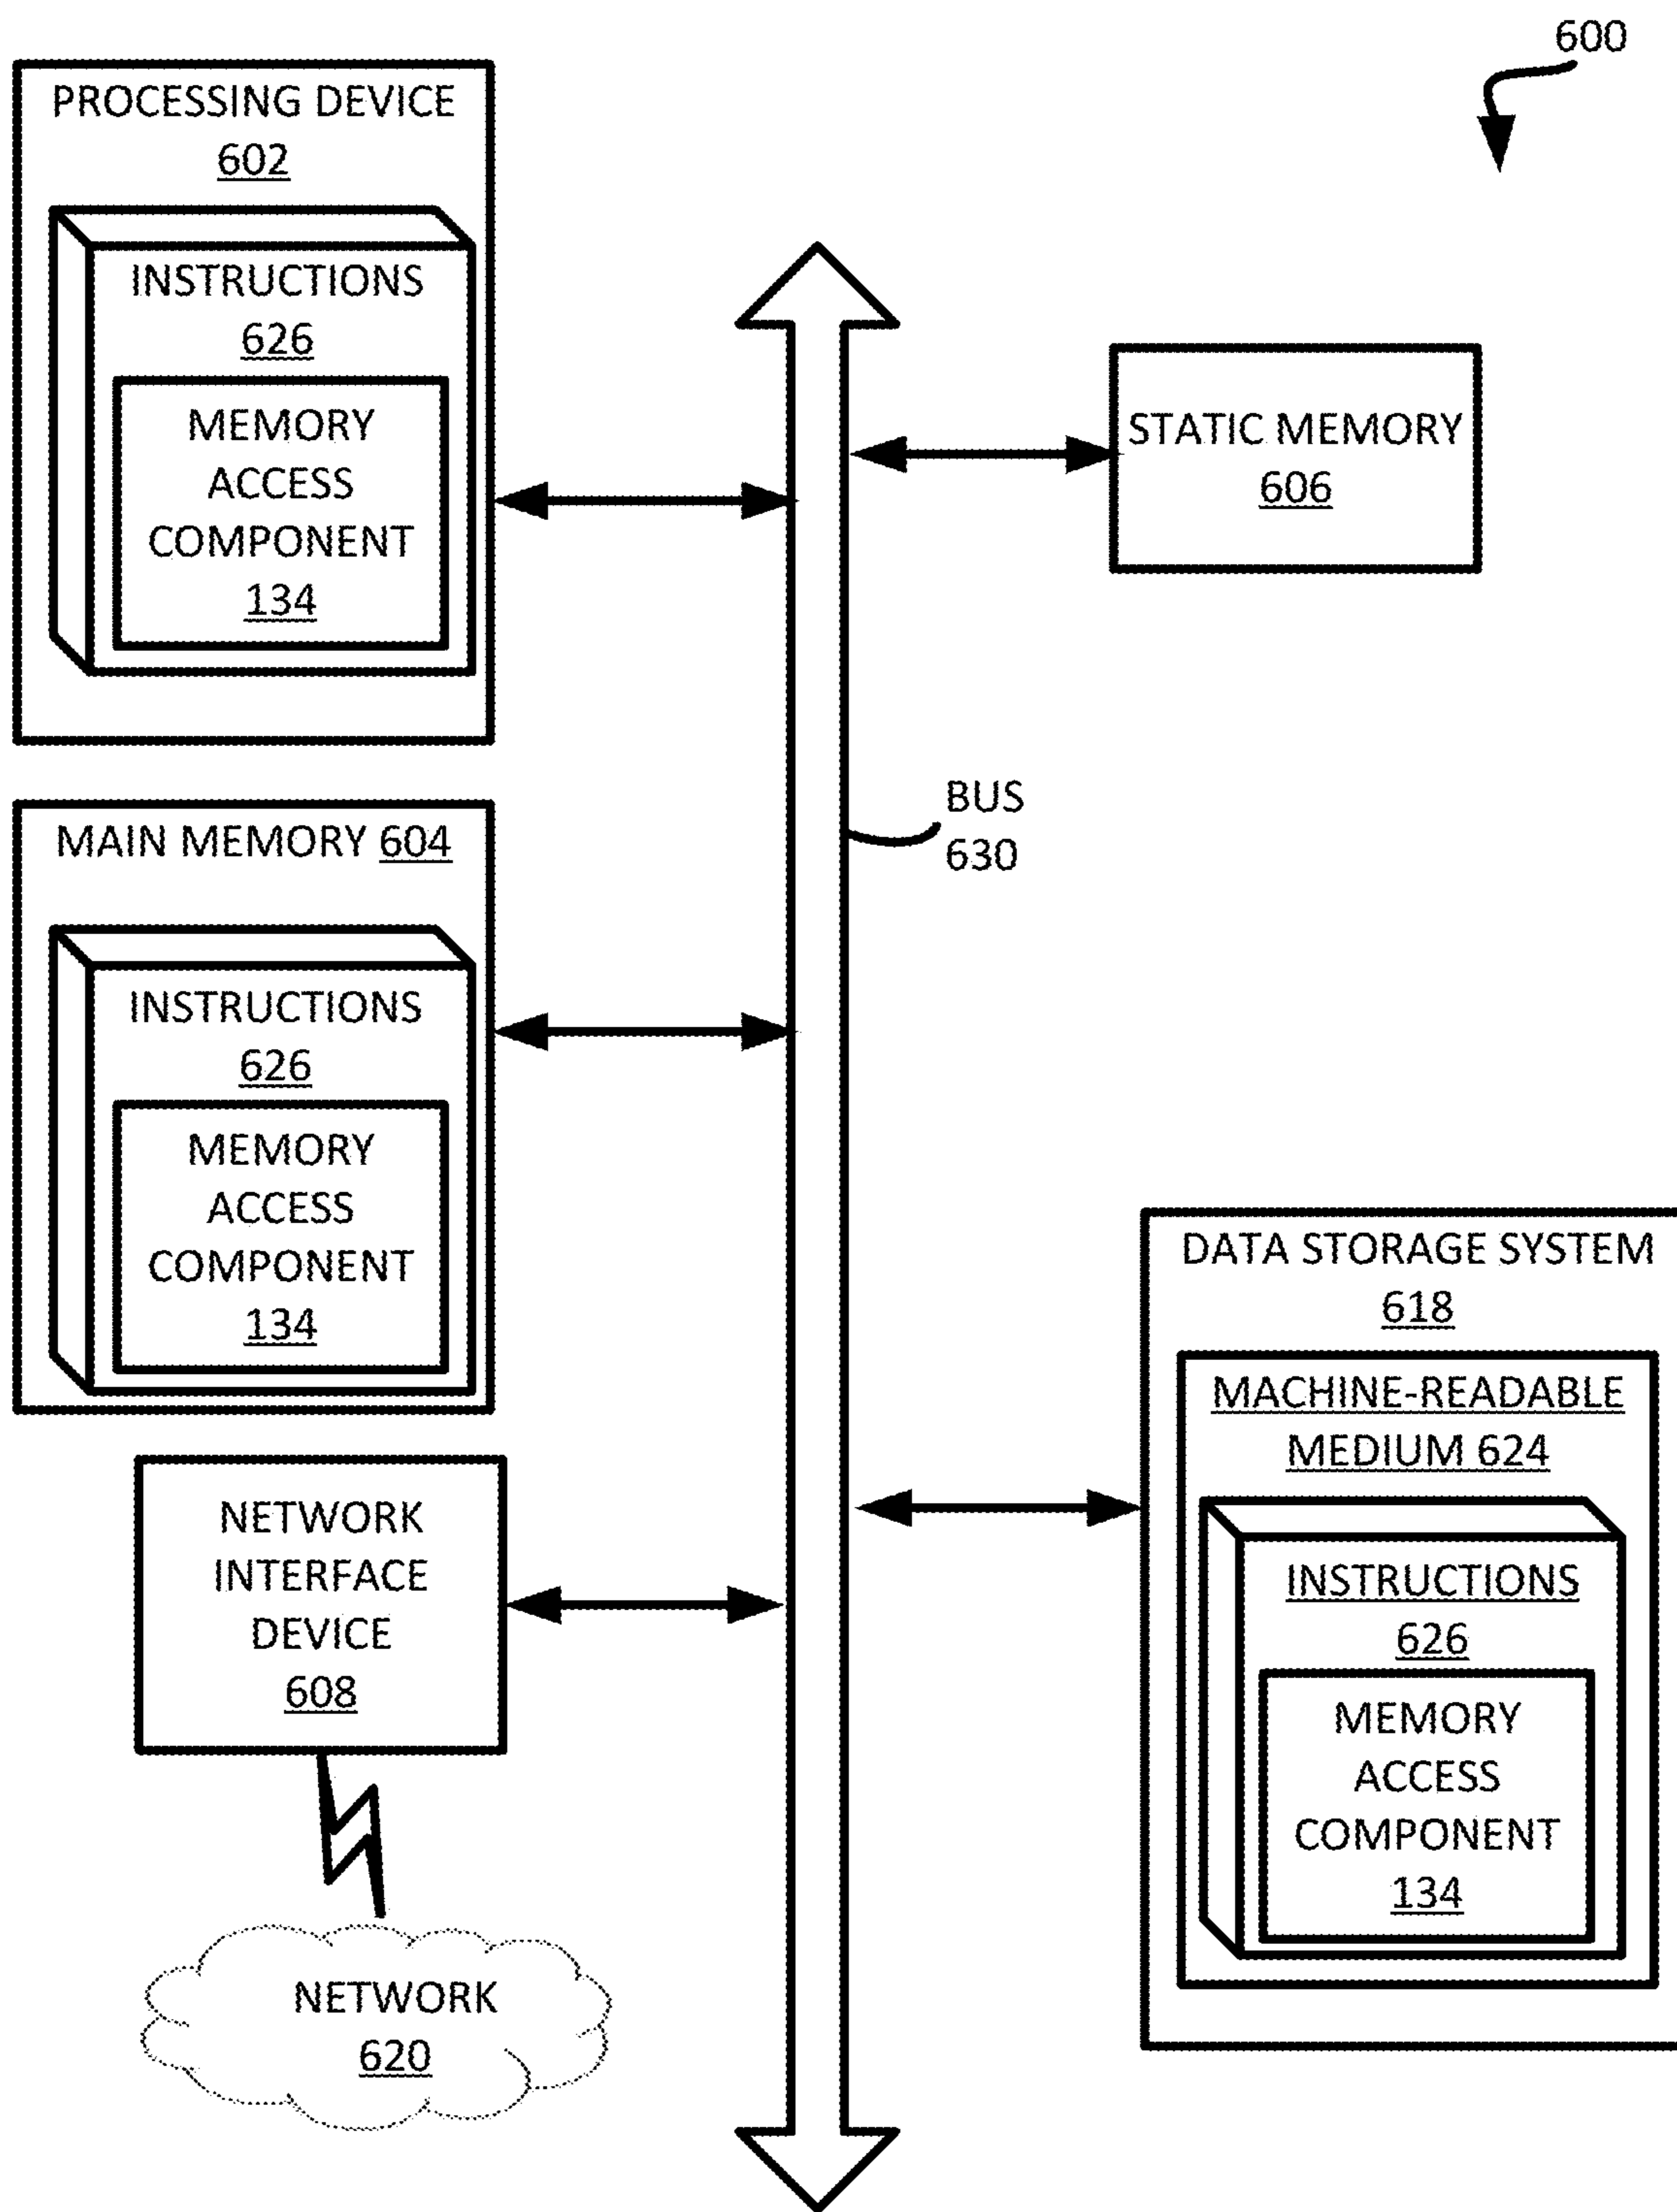 600
PROCESSING DEVICE
602
INSTRUCTIONS
626
MEMORY
ACCESS
COMPONENT
134
STATIC MEMORY
606
BUS
630
MAIN MEMORY 604
INSTRUCTIONS
626
MEMORY
ACCESS
COMPONENT
134
DATA STORAGE SYSTEM
618
MACHINE-READABLE
MEDIUM 624
INSTRUCTIONS
626
MEMORY
ACCESS
COMPONENT
134
NETWORK
INTERFACE
DEVICE
608
NETWORK
620